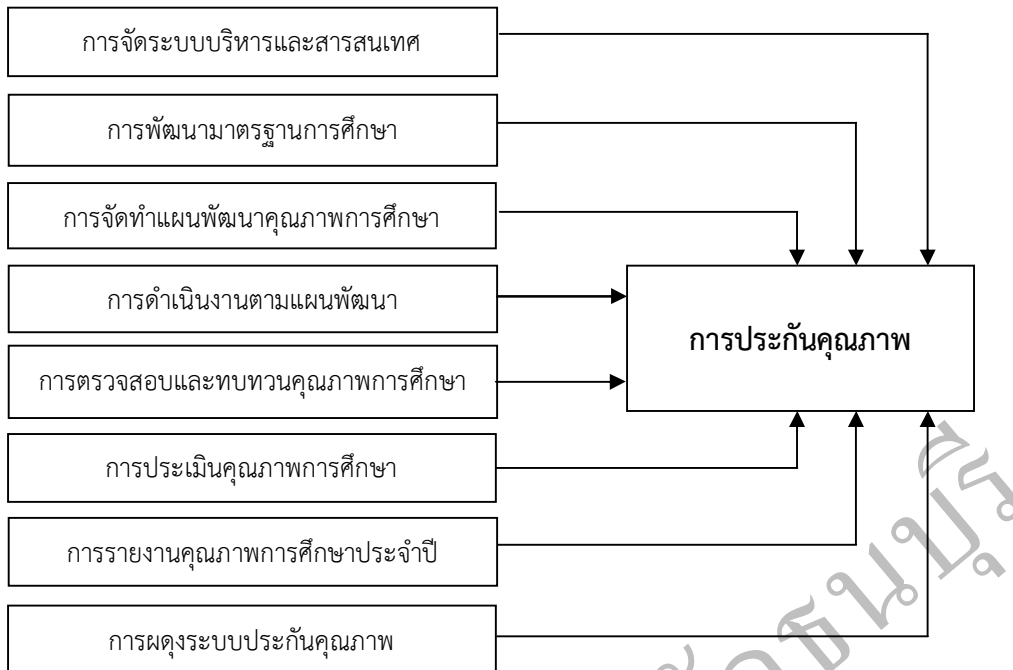 การจัดระบบบริหารและสารสนเทศ
การพัฒนามาตรฐานการศึกษา
การจัดทำแผนพัฒนาคุณภาพการศึกษา
การดำเนินงานตามแผนพัฒนา
การประกันคุณภาพ
การตรวจสอบและทบทวนคุณภาพการศึกษา
การประเมินคุณภาพการศึกษา
การรายงานคุณภาพการศึกษาประจำปี
การผดุงระบบประกันคุณภาพ